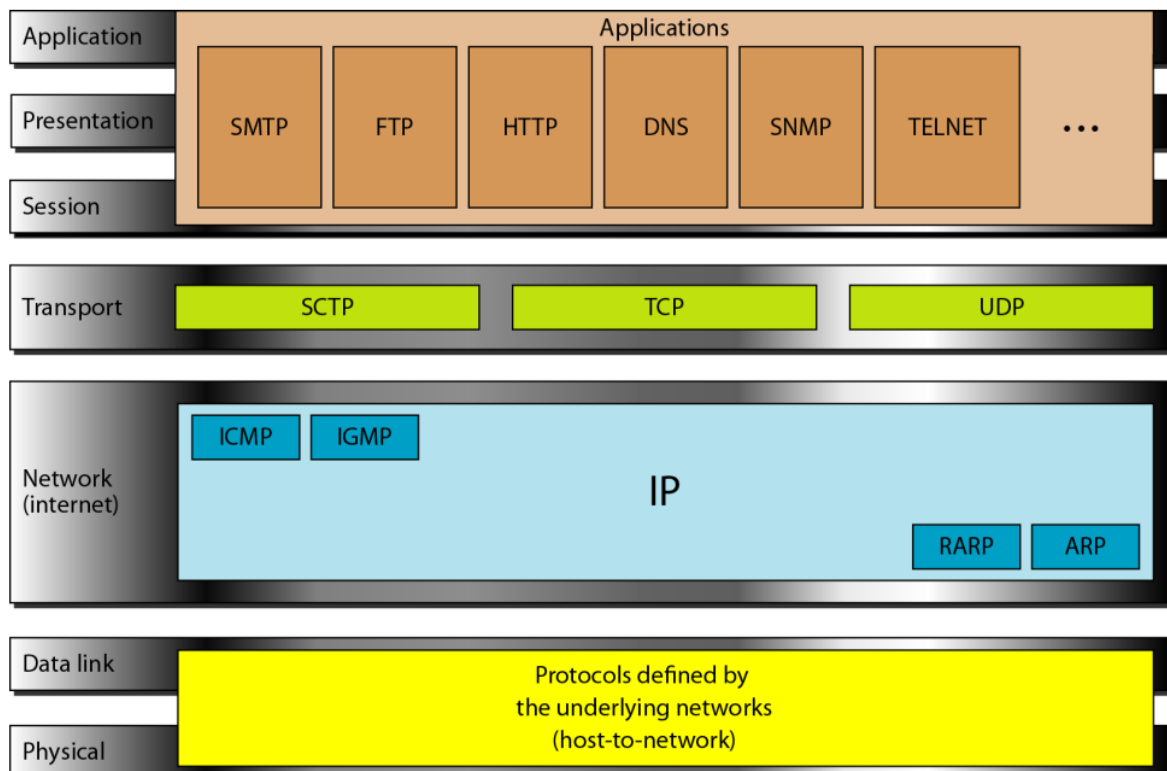 Application
Applications
Presentation
SMTP
FTP
HTTP
DNS
SNMP
TELNET
...
Session
Transport
SCTP
TCP
UDP
Network
(internet)
ICMP
IGMP
IP
RARP
ARP
Data link
Protocols defined by
the underlying networks
(host-to-network)
Physical